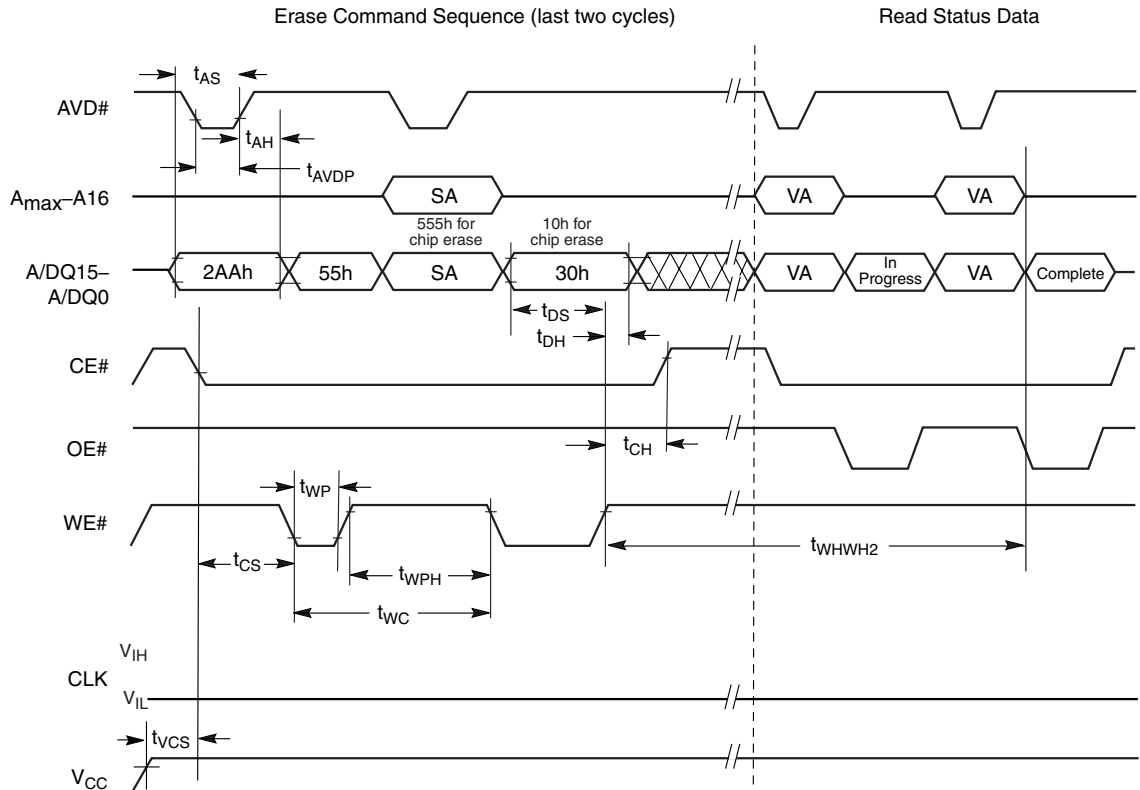 Erase Command Sequence (last two cycles)
Read Status Data
tAS
AVD#
tAH
tAVDP
Amax–A16
SA
VA
VA
555h for
chip erase
10h for
chip erase
A/DQ15–
A/DQ0
2AAh
55h
SA
30h
VA
In
Progress
VA
Complete
tDS
tDH
CE#
OE#
tCH
tWP
WE#
tWHWH2
tCS
tWPH
tWC
VIH
CLK
VIL
tVCS
VCC